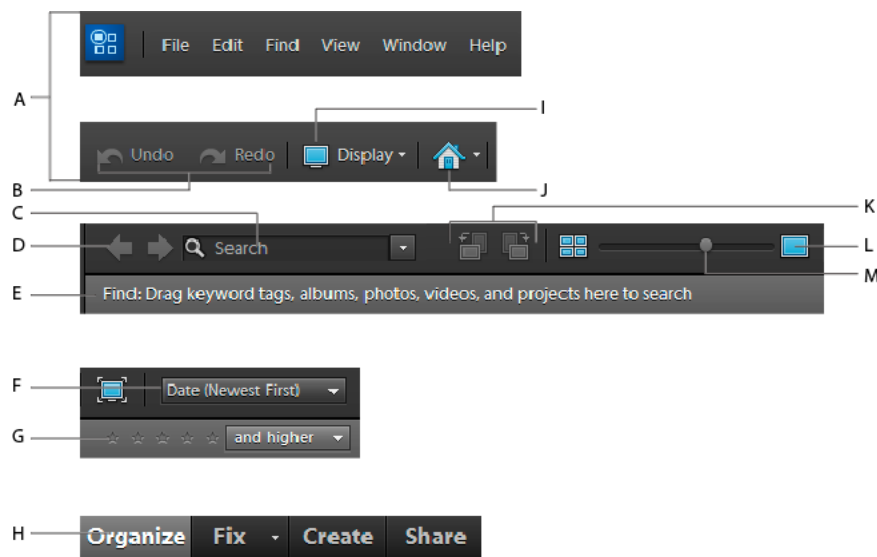 File Edit Find View Window Help
A
I
Undo Redo Display
B
J
C
K
D
Search
L
M
E
Find: Drag keyword tags, albums, photos, videos, and projects here to search
F
Date (Newest First)
G
and higher
H
Organize Fix Create Share